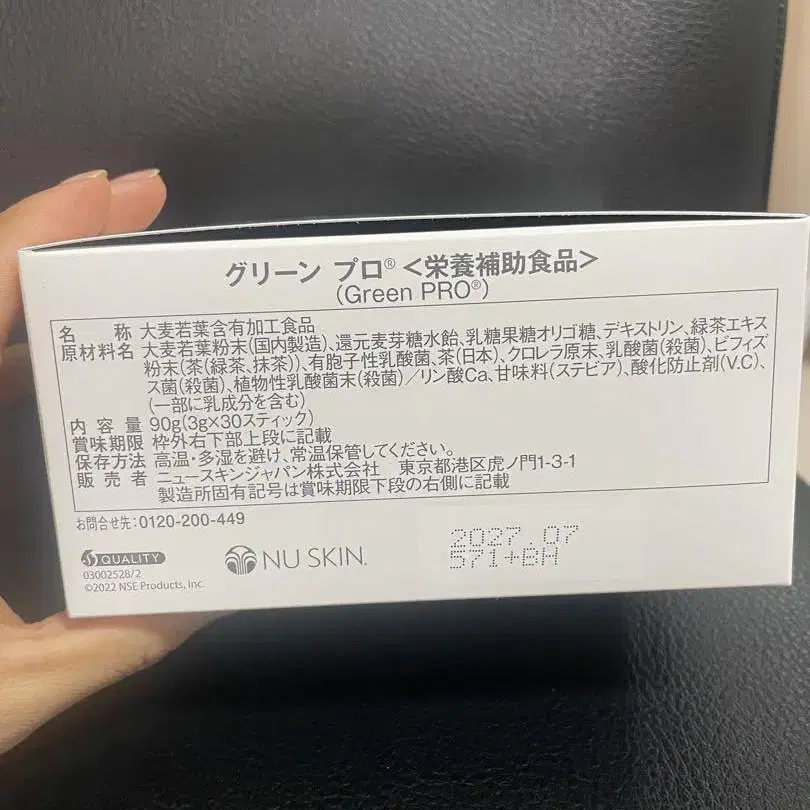 グリーン プロ®<栄養補助食品>
(Green PRO®)
名 称 大麦若葉含有加工食品
原材料名 大麦若葉粉末(国内製造)、還元麦芽糖水飴、乳糖果糖オリゴ糖、デキストリン、緑茶エキス
粉末(茶(緑茶、抹茶))、有胞子性乳酸菌、茶(日本)、クロレラ原末、乳酸菌(殺菌)、ビフィズ
ス菌(殺菌)、植物性乳酸菌末(殺菌)/リン酸Ca、甘味料(ステビア)、酸化防止剤(V.C)、
(一部に乳成分を含む)
内 容 量 90g(3g×30スティック)
賞味期限 枠外右下部上段に記載
保存方法 高温・多湿を避け、常温保管してください。
販 売 者 ニュースキンジャパン株式会社 東京都港区虎ノ門1-3-1
製造所固有記号は賞味期限下段の右側に記載
お問合せ先:0120-200-449
QUALITY
03002528/2
©2022 NSE Products, Inc.
NU SKIN®
2027.07
571+BH